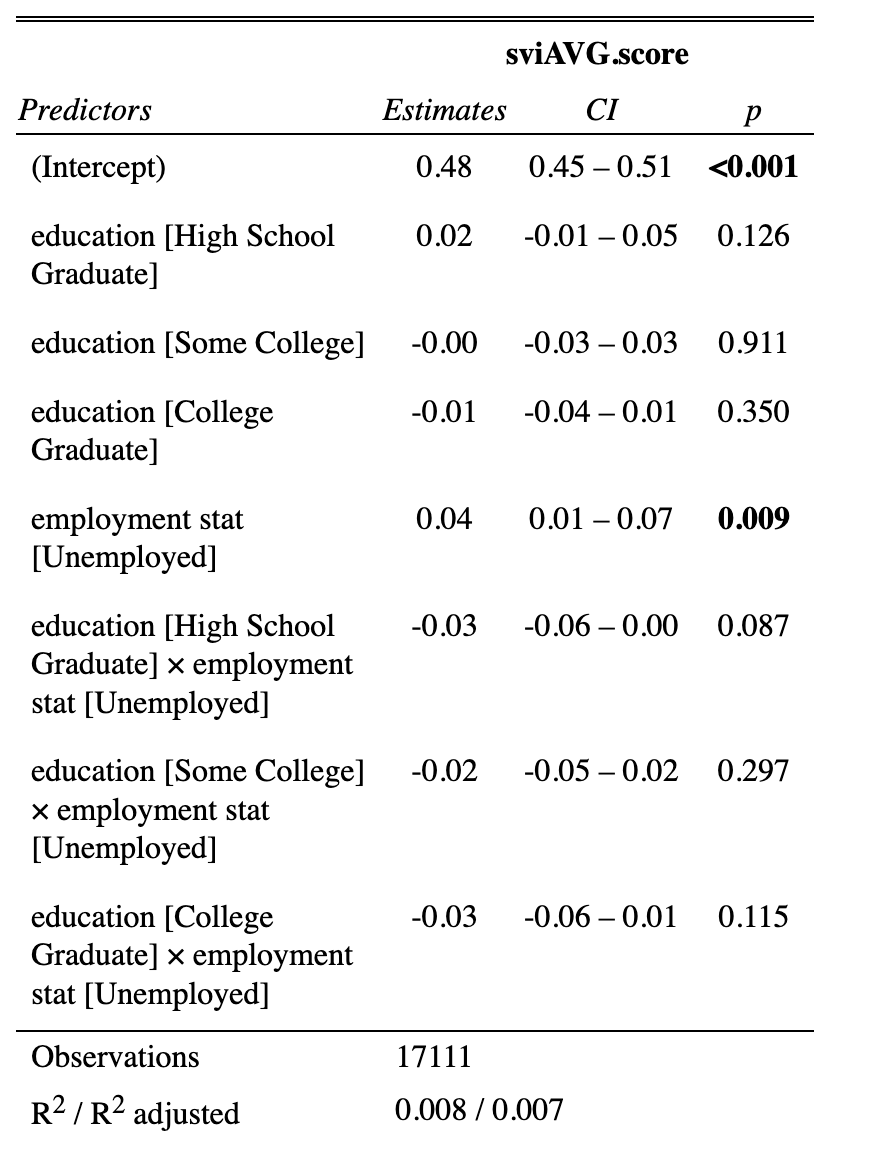 sviAVG.score
Predictors Estimates CI p
(Intercept) 0.48 0.45 – 0.51 <0.001
education [High School 0.02 -0.01 – 0.05 0.126
Graduate]
education [Some College] -0.00 -0.03 – 0.03 0.911
education [College -0.01 -0.04 – 0.01 0.350
Graduate]
employment stat 0.04 0.01 – 0.07 0.009
[Unemployed]
education [High School -0.03 -0.06 – 0.00 0.087
Graduate] × employment
stat [Unemployed]
education [Some College] -0.02 -0.05 – 0.02 0.297
× employment stat
[Unemployed]
education [College -0.03 -0.06 – 0.01 0.115
Graduate] × employment
stat [Unemployed]
Observations 17111
R² / R² adjusted 0.008 / 0.007